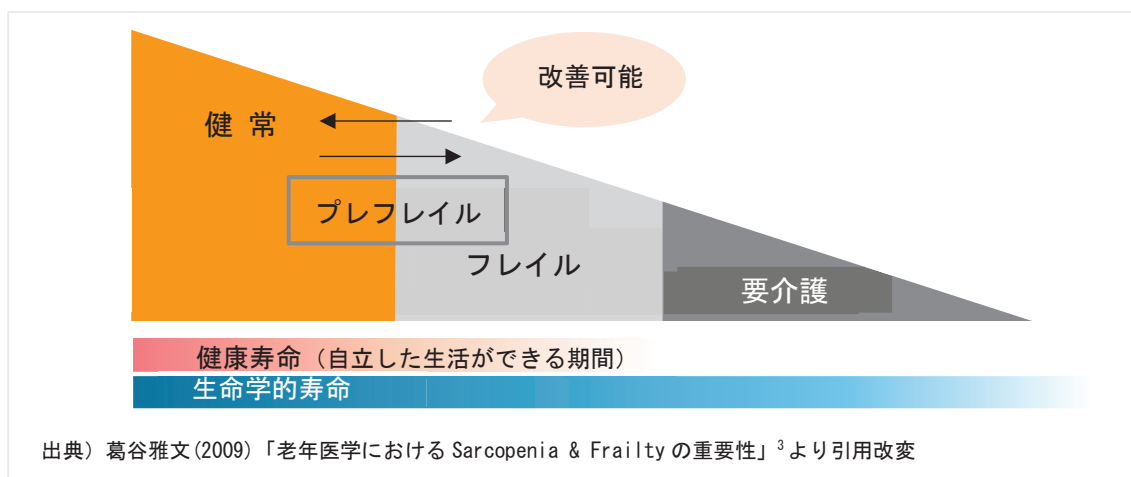 改善可能
健 常
プレフレイル
フレイル
要介護
健康寿命（自立した生活ができる期間）
生命学的寿命
出典）葛谷雅文(2009)「老年医学における Sarcopenia & Frailty の重要性」³より引用改変